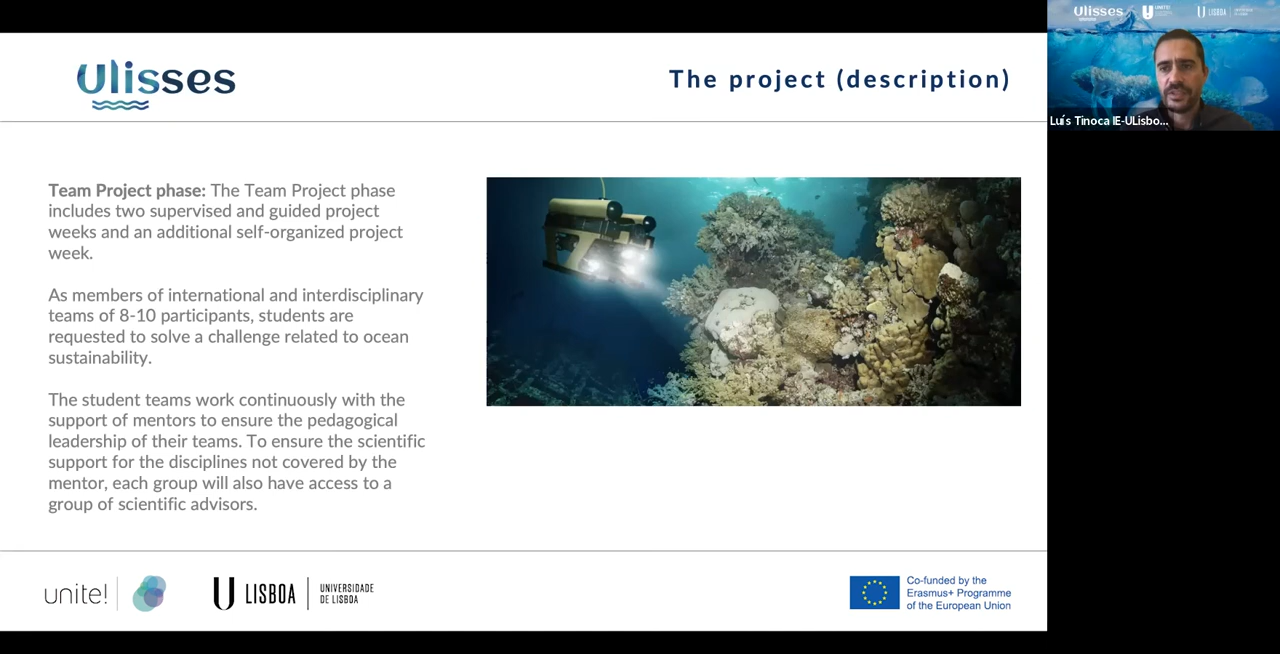 Ulisses
The project (description)
Team Project phase: The Team Project phase
includes two supervised and guided project
weeks and an additional self-organized project
week.
As members of international and interdisciplinary
teams of 8-10 participants, students are
requested to solve a challenge related to ocean
sustainability.
The student teams work continuously with the
support of mentors to ensure the pedagogical
leadership of their teams. To ensure the scientific
support for the disciplines not covered by the
mentor, each group will also have access to a
group of scientific advisors.
unite!
U LISBOA
UNIVERSIDADE
DE LISBOA
Co-funded by the
Erasmus+ Programme
of the European Union
Ulisses
UNITE!
LISBOA
Luís Tinoca IE-ULisbo...